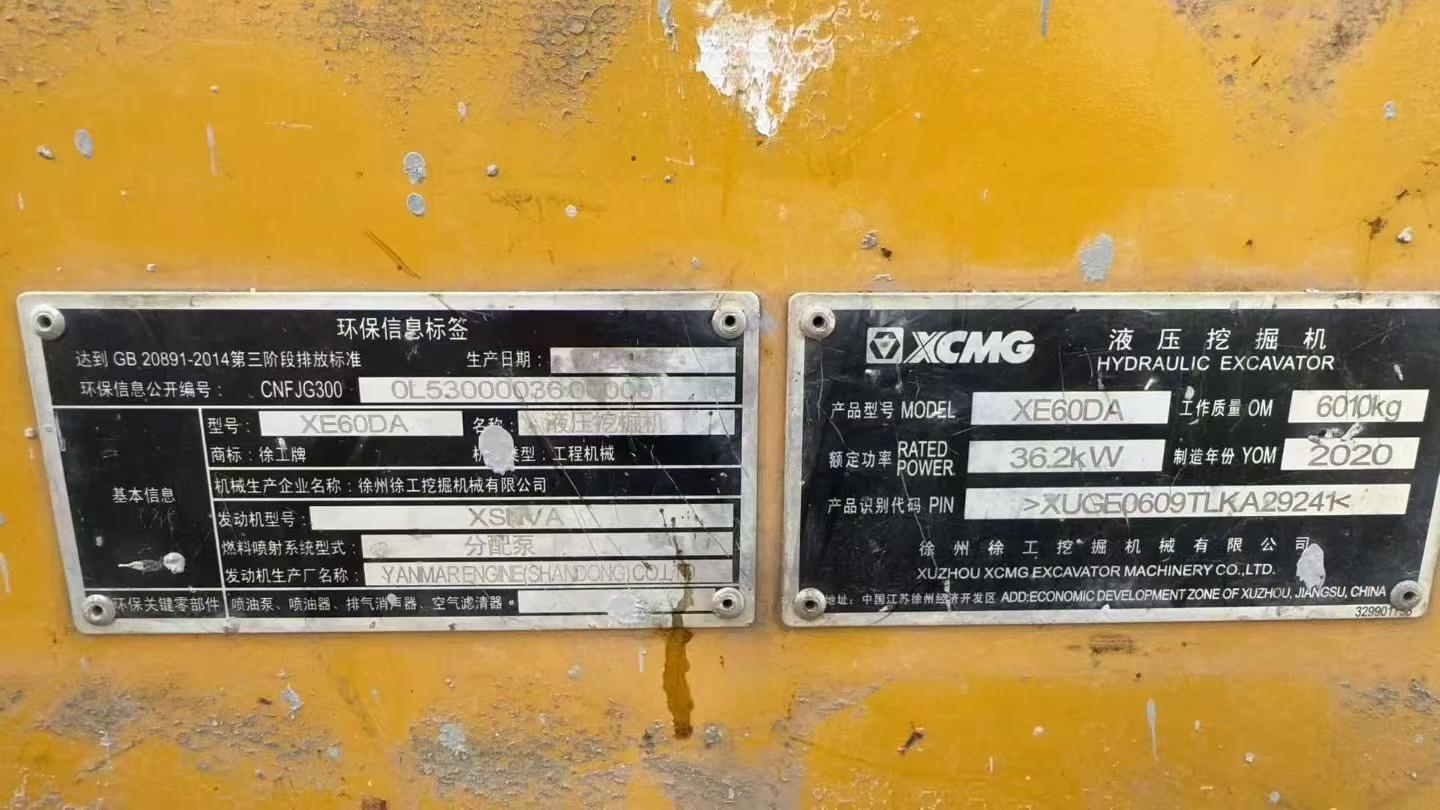 环保信息标签
达到 GB 20891-2014第三阶段排放标准 生产日期：
环保信息公开编号： CNFJG300
型号： XE60DA 名称： 液压挖掘机
商标：徐工牌 类型：工程机械
基本信息
机械生产企业名称：徐州徐工挖掘机械有限公司
发动机型号：
燃料喷射系统型式： 分配泵
发动机生产厂名称： YANMAR ENGINE(SHANDONG)CO.LTD
环保关键零部件 喷油泵、喷油器、排气消声器、空气滤清器
XCMG 液压挖掘机
HYDRAULIC EXCAVATOR
产品型号 MODEL XE60DA 工作质量 OM 6010kg
额定功率 RATED POWER 36.2kW 制造年份 YOM 2020
产品识别代码 PIN >XUGE0609TLKA29241<
徐州徐工挖掘机械有限公司
XUZHOU XCMG EXCAVATOR MACHINERY CO.,LTD.
地址：中国江苏徐州经济开发区 ADD:ECONOMIC DEVELOPMENT ZONE OF XUZHOU, JIANGSU, CHINA